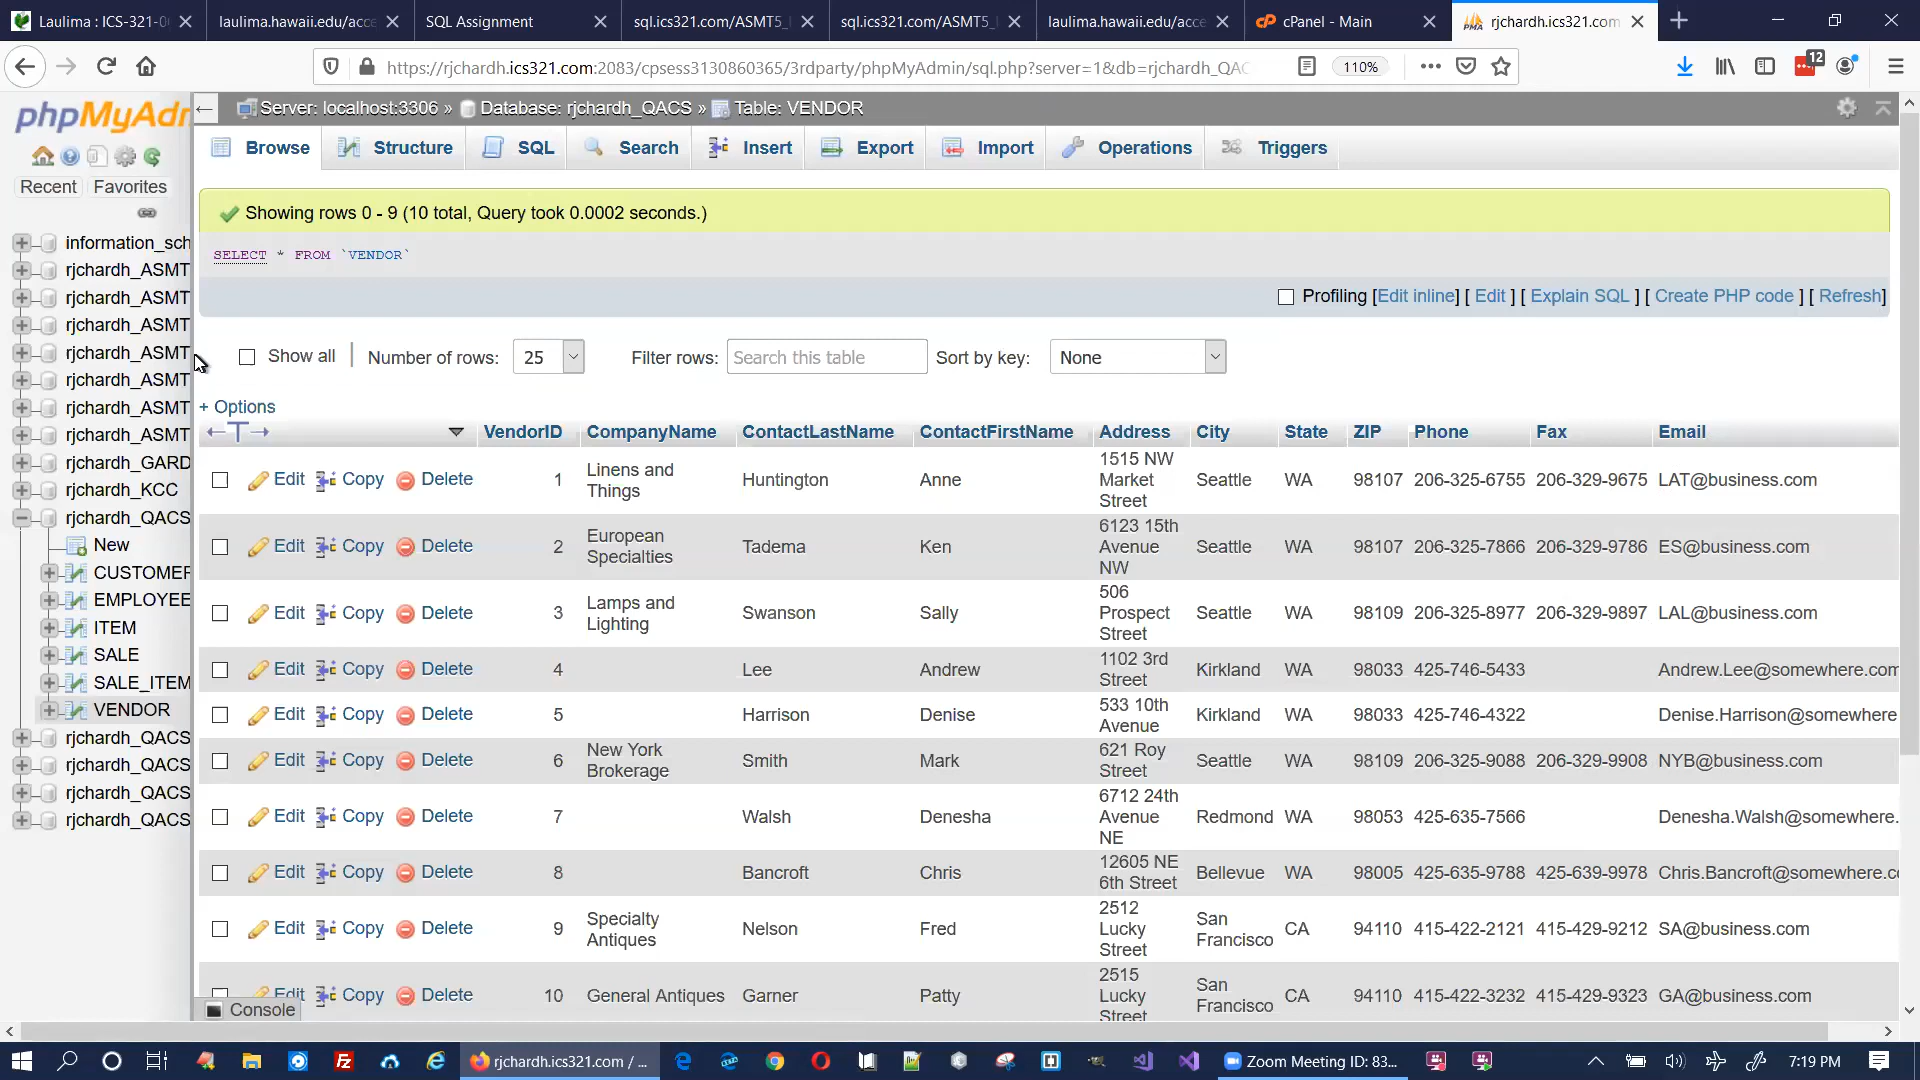 Laulima : ICS-321-0
laulima.hawaii.edu/acce
SQL Assignment
sql.ics321.com/ASMT5_
sql.ics321.com/ASMT5_
laulima.hawaii.edu/acce
cPanel - Main
rjchardh.ics321.com
https://rjchardh.ics321.com:2083/cpsess3130860365/3rdparty/phpMyAdmin/sql.php?server=1&db=rjchardh_QAC
110%
12
phpMyAdm
Recent Favorites
information_sch
rjchardh_ASMT
rjchardh_ASMT
rjchardh_ASMT
rjchardh_ASMT
rjchardh_ASMT
rjchardh_ASMT
rjchardh_ASMT
rjchardh_GARD
rjchardh_KCC
rjchardh_QACS
New
CUSTOMER
EMPLOYEE
ITEM
SALE
SALE_ITEM
VENDOR
rjchardh_QACS
rjchardh_QACS
rjchardh_QACS
rjchardh_QACS
Server: localhost:3306 » Database: rjchardh_QACS » Table: VENDOR
Browse Structure SQL Search Insert Export Import Operations Triggers
Showing rows 0 - 9 (10 total, Query took 0.0002 seconds.)
SELECT * FROM `VENDOR`
Profiling [Edit inline] [ Edit ] [ Explain SQL ] [ Create PHP code ] [ Refresh]
Show all | Number of rows: 25 Filter rows: Search this table Sort by key: None
+ Options
←T→ VendorID CompanyName ContactLastName ContactFirstName Address City State ZIP Phone Fax Email
Edit Copy Delete 1 Linens and Things Huntington Anne 1515 NW Market Street Seattle WA 98107 206-325-6755 206-329-9675 LAT@business.com
Edit Copy Delete 2 European Specialties Tadema Ken 6123 15th Avenue NW Seattle WA 98107 206-325-7866 206-329-9786 ES@business.com
Edit Copy Delete 3 Lamps and Lighting Swanson Sally 506 Prospect Street Seattle WA 98109 206-325-8977 206-329-9897 LAL@business.com
Edit Copy Delete 4 Lee Andrew 1102 3rd Street Kirkland WA 98033 425-746-5433 Andrew.Lee@somewhere.com
Edit Copy Delete 5 Harrison Denise 533 10th Avenue Kirkland WA 98033 425-746-4322 Denise.Harrison@somewhere
Edit Copy Delete 6 New York Brokerage Smith Mark 621 Roy Street Seattle WA 98109 206-325-9088 206-329-9908 NYB@business.com
Edit Copy Delete 7 Walsh Denesha 6712 24th Avenue NE Redmond WA 98053 425-635-7566 Denesha.Walsh@somewhere.
Edit Copy Delete 8 Bancroft Chris 12605 NE 6th Street Bellevue WA 98005 425-635-9788 425-639-9978 Chris.Bancroft@somewhere.co
Edit Copy Delete 9 Specialty Antiques Nelson Fred 2512 Lucky Street San Francisco CA 94110 415-422-2121 415-429-9212 SA@business.com
Edit Copy Delete 10 General Antiques Garner Patty 2515 Lucky Street San Francisco CA 94110 415-422-3232 415-429-9323 GA@business.com
Console
rjchardh.ics321.com / ...
Zoom Meeting ID: 83...
7:19 PM